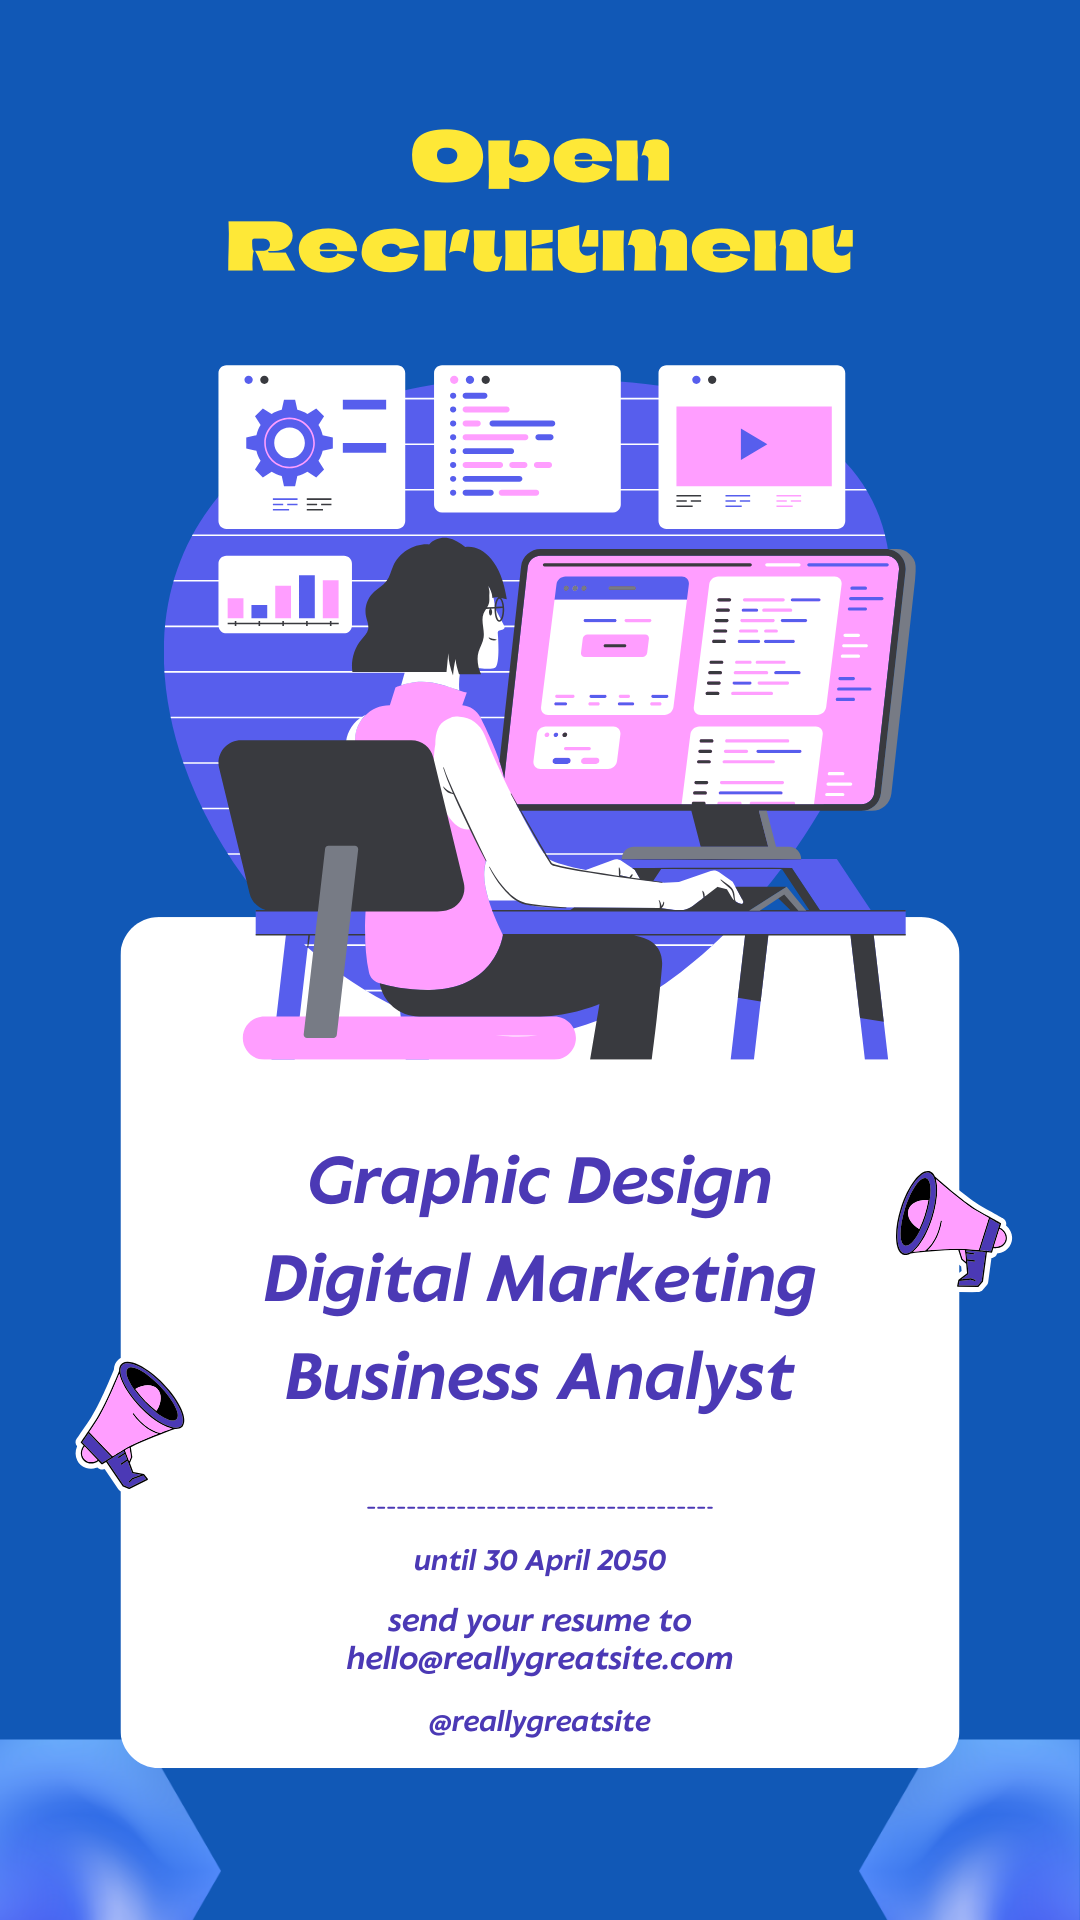 Open
Recruitment
Graphic Design
Digital Marketing
Business Analyst
until 30 April 2050
send your resume to
hello@reallygreatsite.com
@reallygreatsite